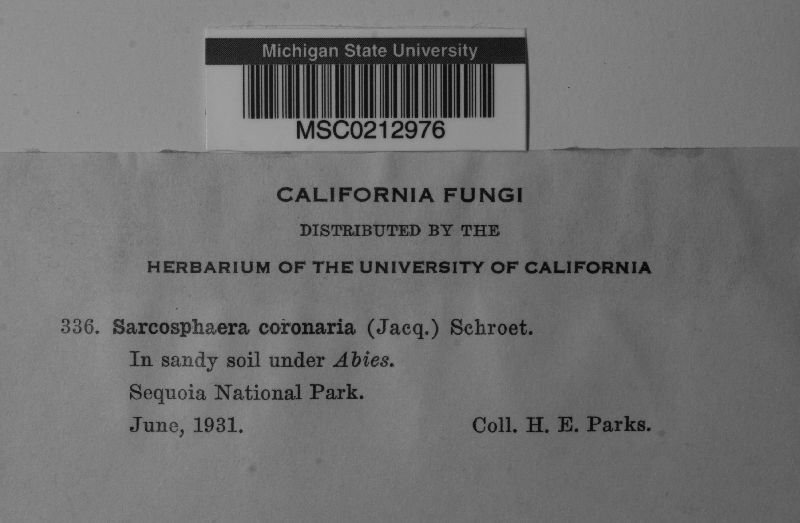 Michigan State University
MSC0212976
CALIFORNIA FUNGI
DISTRIBUTED BY THE
HERBARIUM OF THE UNIVERSITY OF CALIFORNIA
336. Sarcosphaera coronaria (Jacq.) Schroet.
In sandy soil under Abies.
Sequoia National Park.
June, 1931. Coll. H. E. Parks.